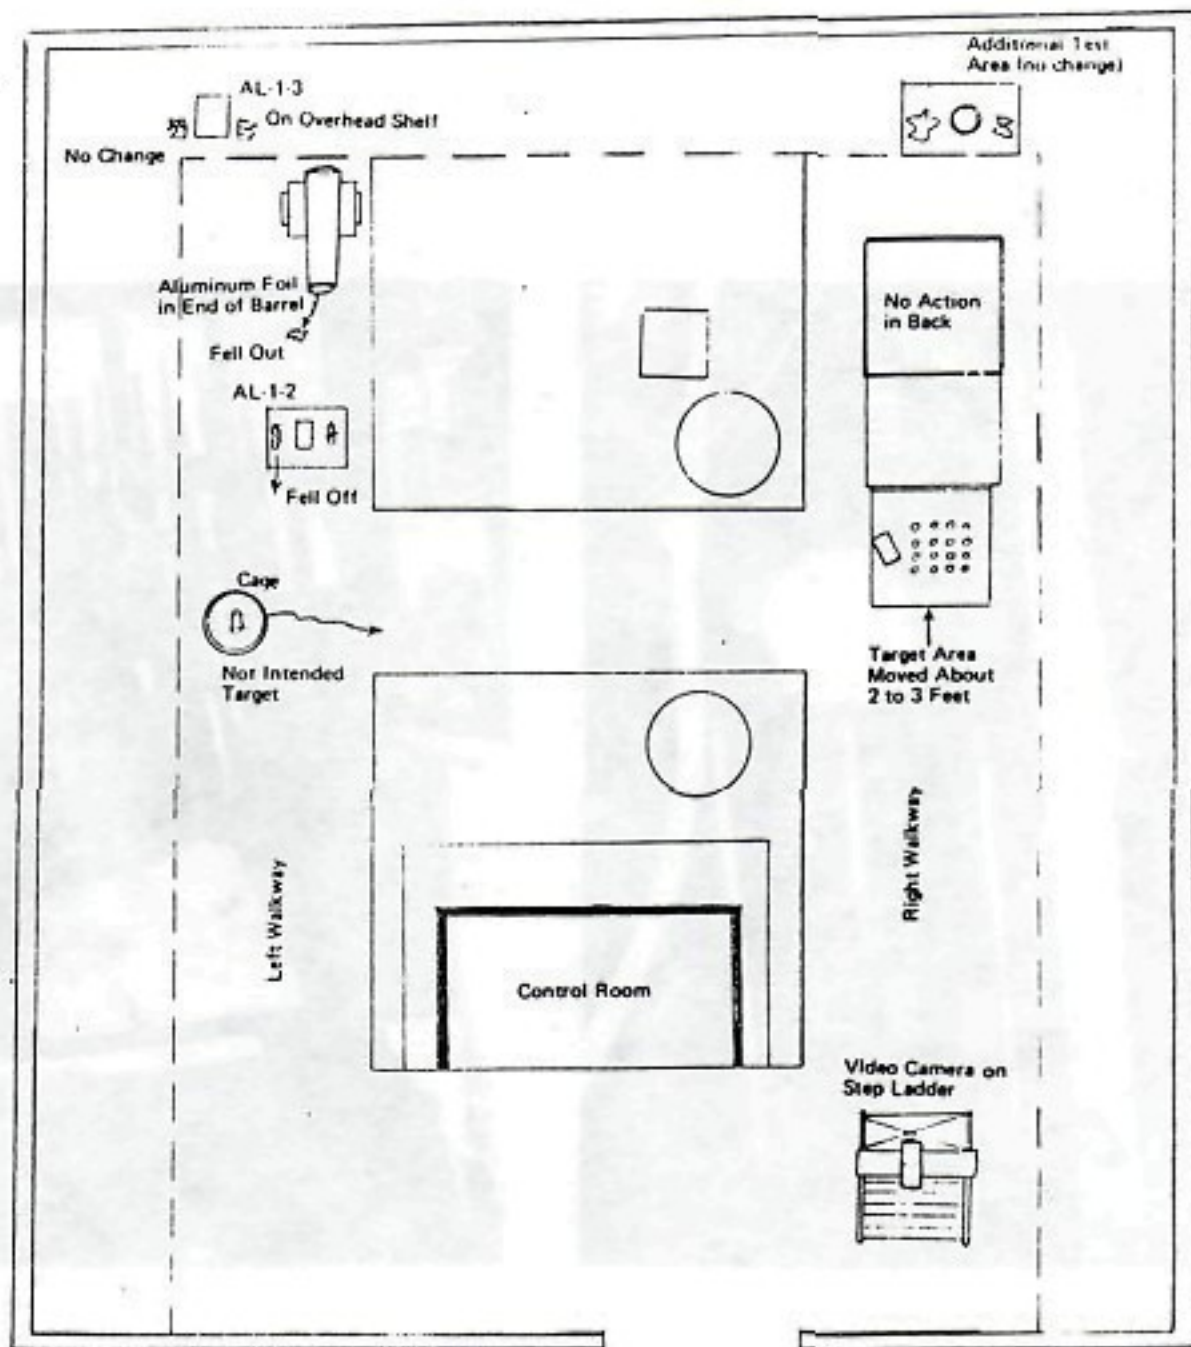 Additional Test
Area (no change)
AL-1-3
On Overhead Shelf
No Change
Aluminum Foil
in End of Barrel
Fell Out
No Action
in Back
AL-1-2
Fell Off
Cage
Not Intended
Target
Target Area
Moved About
2 to 3 Feet
Left Walkway
Right Walkway
Control Room
Video Camera on
Step Ladder